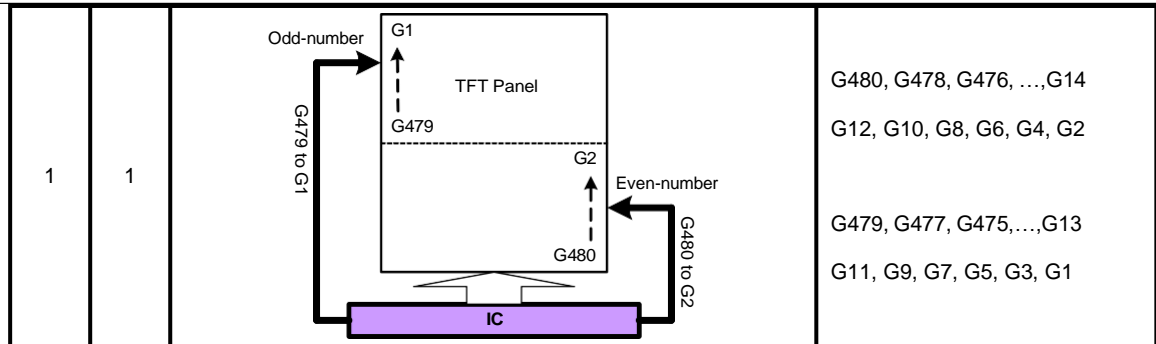 1
1
Odd-number
G1
TFT Panel
G479
G479 to G1
G2
Even-number
G480
G480 to G2
IC
G480, G478, G476, …,G14
G12, G10, G8, G6, G4, G2
G479, G477, G475,…,G13
G11, G9, G7, G5, G3, G1